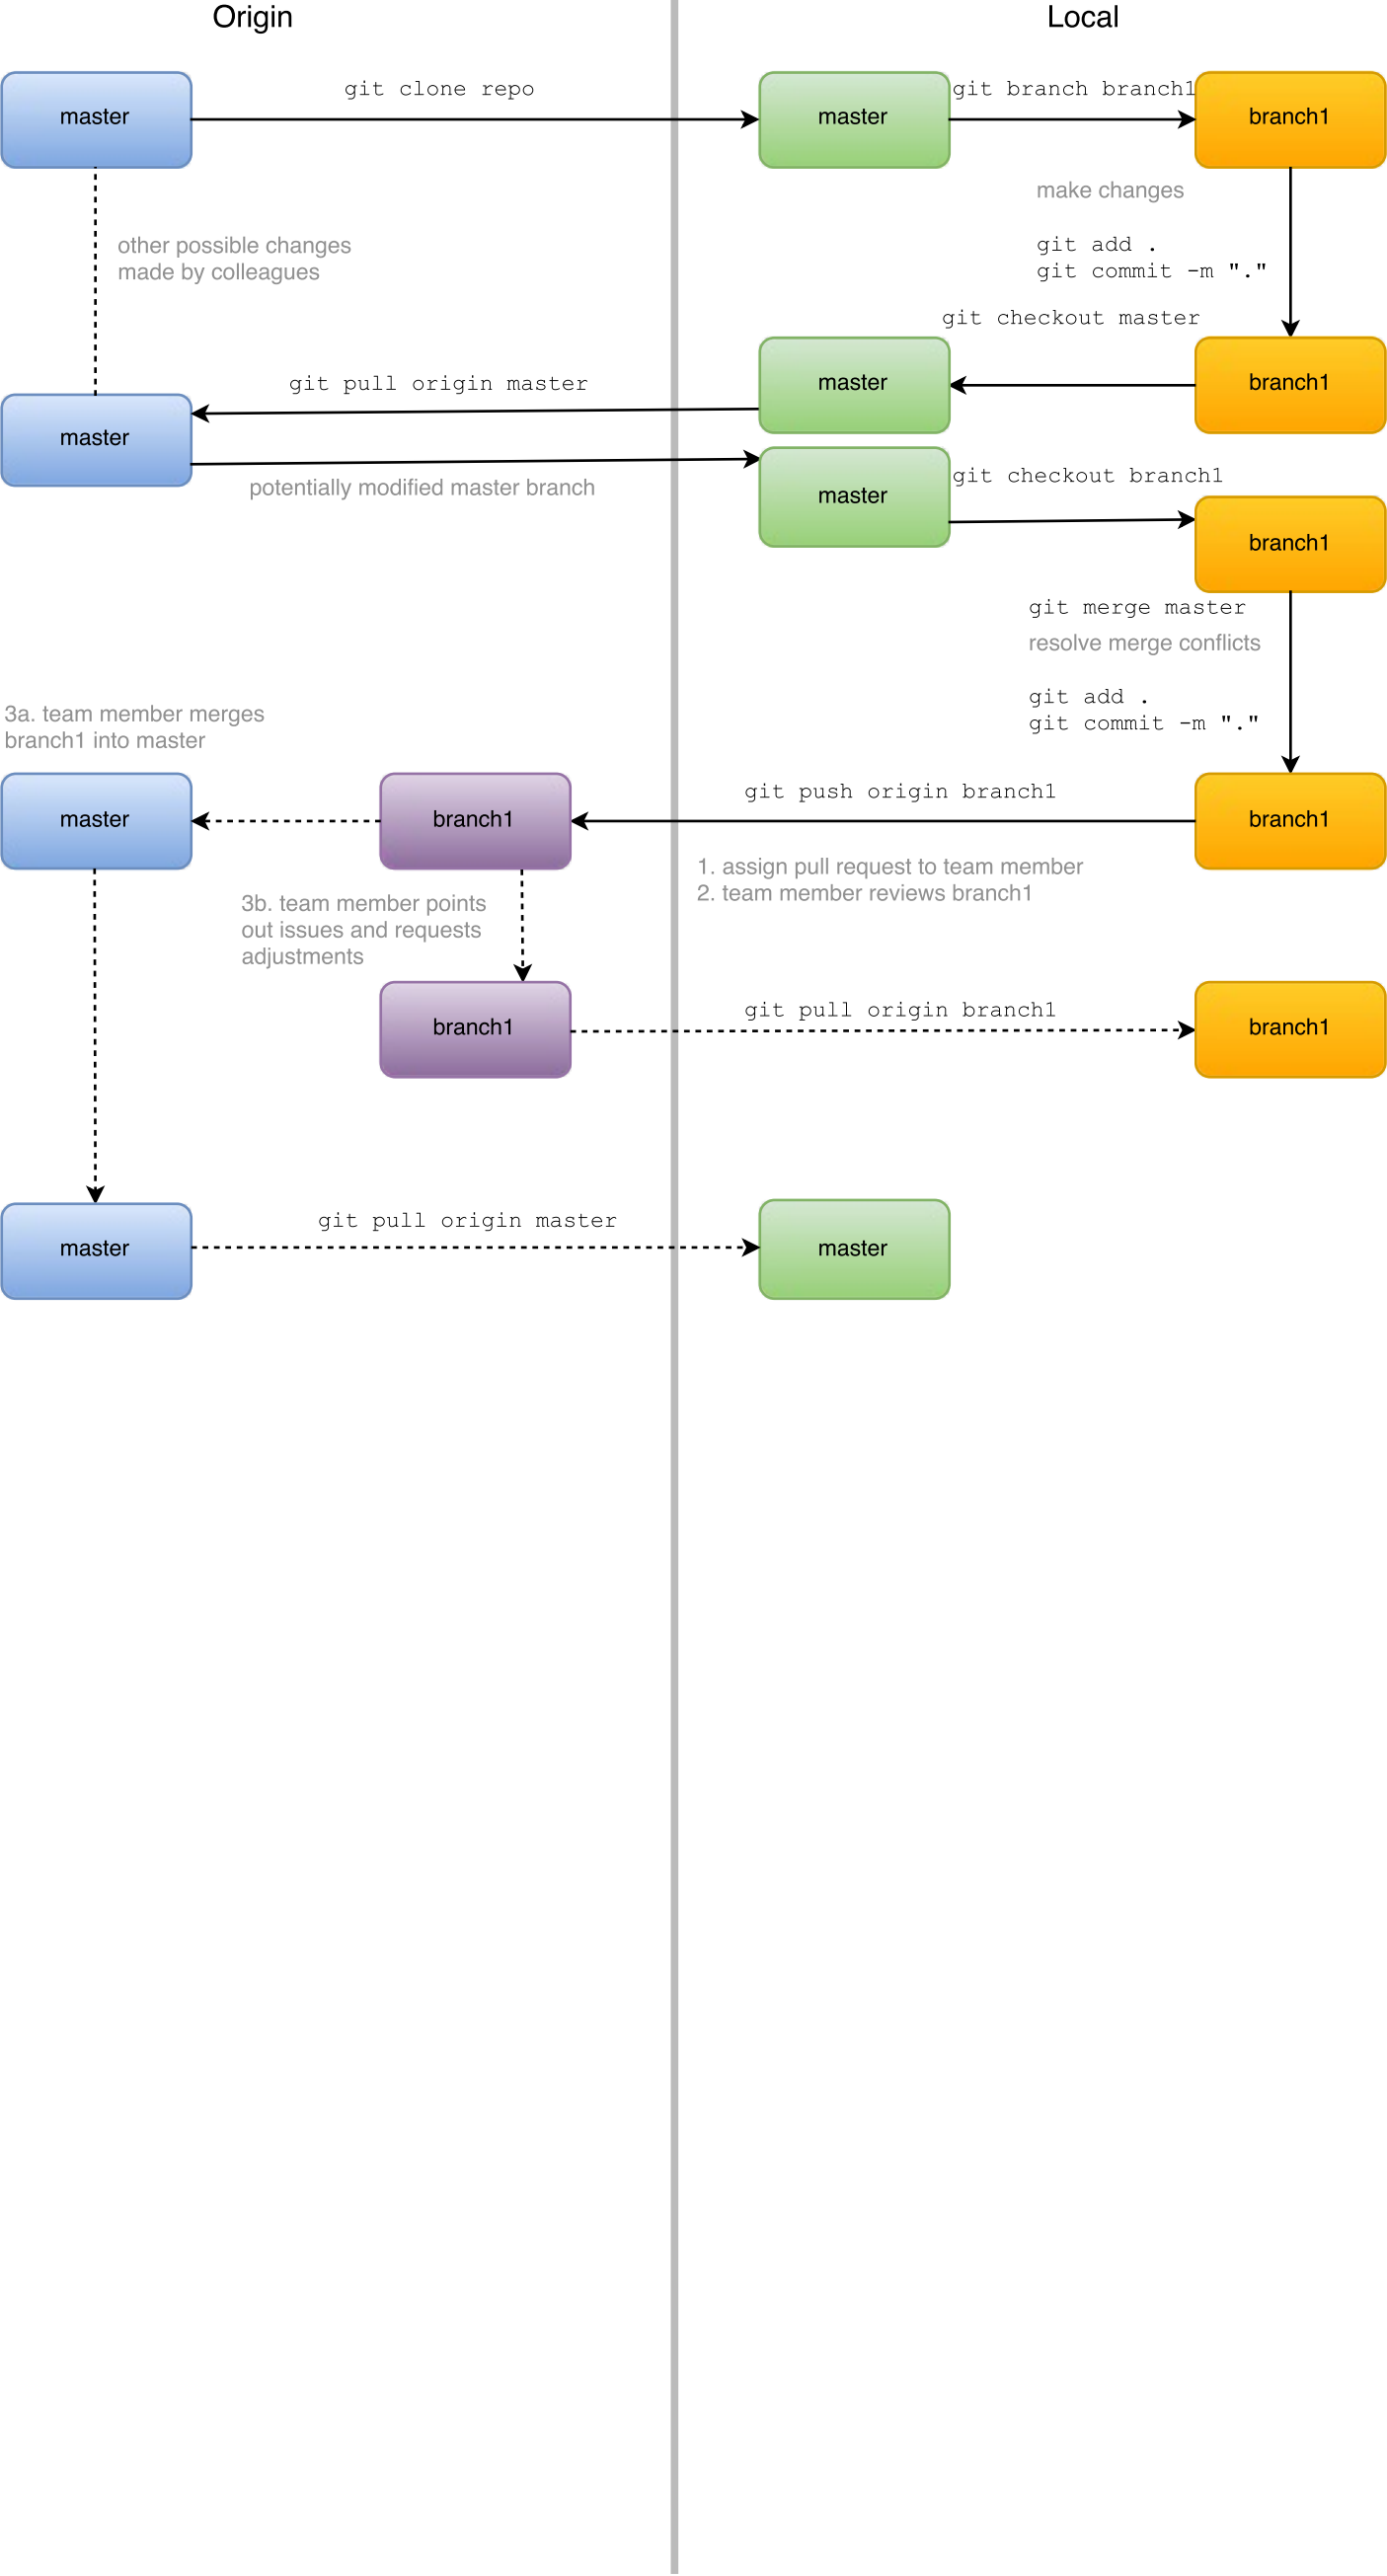 Origin
Local
master
git clone repo
master
git branch branch1
branch1
make changes
other possible changes
made by colleagues
git add .
git commit -m "."
git checkout master
master
branch1
git pull origin master
master
potentially modified master branch
master
git checkout branch1
branch1
git merge master
resolve merge conflicts
git add .
git commit -m "."
3a. team member merges
branch1 into master
master
branch1
git push origin branch1
branch1
1. assign pull request to team member
2. team member reviews branch1
3b. team member points
out issues and requests
adjustments
branch1
git pull origin branch1
branch1
master
git pull origin master
master